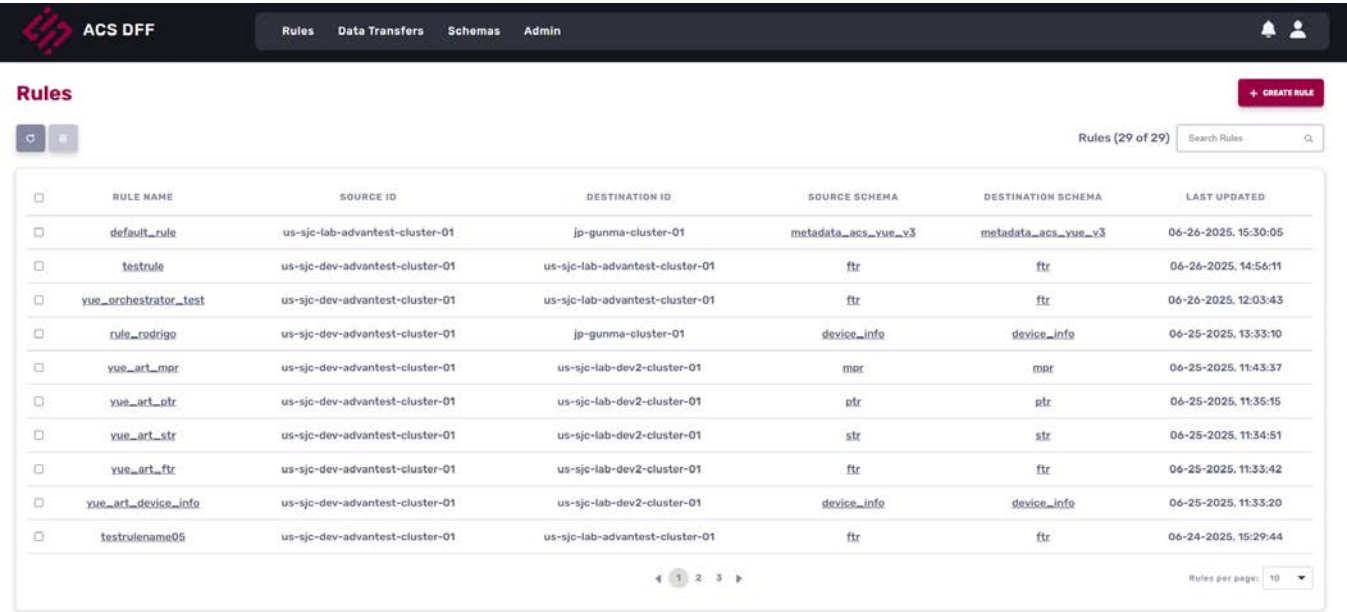 ACS DFF Rules Data Transfers Schemas Admin
Rules
+ CREATE RULE
Rules (29 of 29) Search Rules
RULE NAME SOURCE ID DESTINATION ID SOURCE SCHEMA DESTINATION SCHEMA LAST UPDATED
default_rule us-sjc-lab-advantest-cluster-01 jp-gunma-cluster-01 metadata_acs_yue_v3 metadata_acs_yue_v3 06-26-2025, 15:30:05
testrule us-sjc-dev-advantest-cluster-01 us-sjc-lab-advantest-cluster-01 ftr ftr 06-26-2025, 14:56:11
yue_orchestrator_test us-sjc-dev-advantest-cluster-01 us-sjc-lab-advantest-cluster-01 ftr ftr 06-26-2025, 12:03:43
rule_rodrigo us-sjc-dev-advantest-cluster-01 jp-gunma-cluster-01 device_info device_info 06-25-2025, 13:33:10
yue_art_mpr us-sjc-dev-advantest-cluster-01 us-sjc-lab-dev2-cluster-01 mpr mpr 06-25-2025, 11:43:37
yue_art_ptr us-sjc-dev-advantest-cluster-01 us-sjc-lab-dev2-cluster-01 ptr ptr 06-25-2025, 11:35:15
yue_art_str us-sjc-dev-advantest-cluster-01 us-sjc-lab-dev2-cluster-01 str str 06-25-2025, 11:34:51
yue_art_ftr us-sjc-dev-advantest-cluster-01 us-sjc-lab-dev2-cluster-01 ftr ftr 06-25-2025, 11:33:42
yue_art_device_info us-sjc-dev-advantest-cluster-01 us-sjc-lab-dev2-cluster-01 device_info device_info 06-25-2025, 11:33:20
testrulename05 us-sjc-dev-advantest-cluster-01 us-sjc-lab-advantest-cluster-01 ftr ftr 06-24-2025, 15:29:44
1 2 3 Rules per page: 10